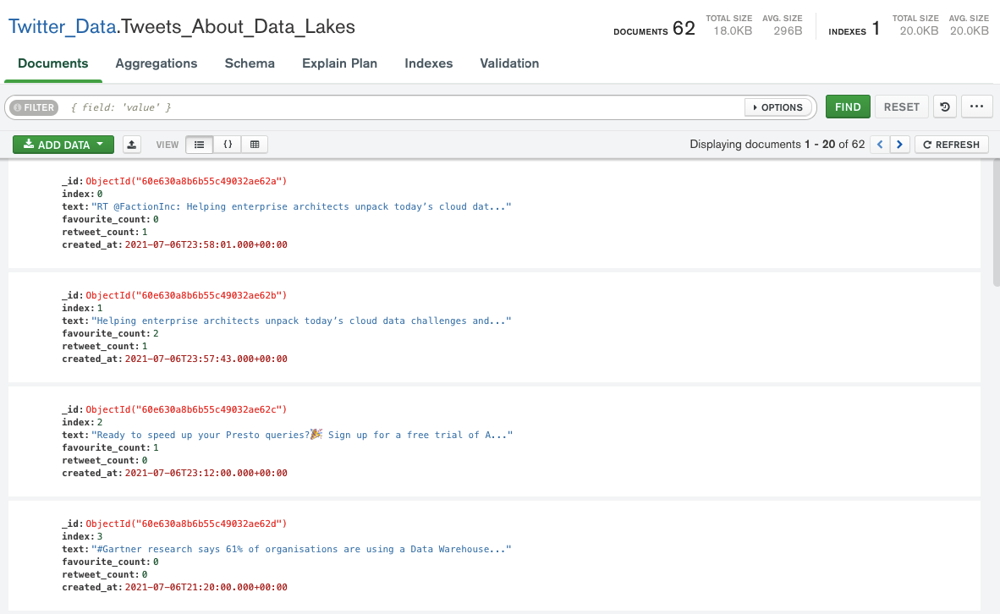 Twitter_Data.Tweets_About_Data_Lakes
DOCUMENTS 62 TOTAL SIZE 18.0KB AVG. SIZE 296B INDEXES 1 TOTAL SIZE 20.0KB AVG. SIZE 20.0KB
Documents Aggregations Schema Explain Plan Indexes Validation
FILTER { field: 'value' } OPTIONS FIND RESET ...
ADD DATA VIEW {} Displaying documents 1 - 20 of 62 < > REFRESH
_id: ObjectId("60e630a8b6b55c49032ae62a")
index: 0
text: "RT @FactionInc: Helping enterprise architects unpack today’s cloud dat..."
favourite_count: 0
retweet_count: 1
created_at: 2021-07-06T23:58:01.000+00:00
_id: ObjectId("60e630a8b6b55c49032ae62b")
index: 1
text: "Helping enterprise architects unpack today’s cloud data challenges and..."
favourite_count: 2
retweet_count: 1
created_at: 2021-07-06T23:57:43.000+00:00
_id: ObjectId("60e630a8b6b55c49032ae62c")
index: 2
text: "Ready to speed up your Presto queries?🎉 Sign up for a free trial of A..."
favourite_count: 1
retweet_count: 0
created_at: 2021-07-06T23:12:00.000+00:00
_id: ObjectId("60e630a8b6b55c49032ae62d")
index: 3
text: "#Gartner research says 61% of organisations are using a Data Warehouse..."
favourite_count: 0
retweet_count: 0
created_at: 2021-07-06T21:20:00.000+00:00